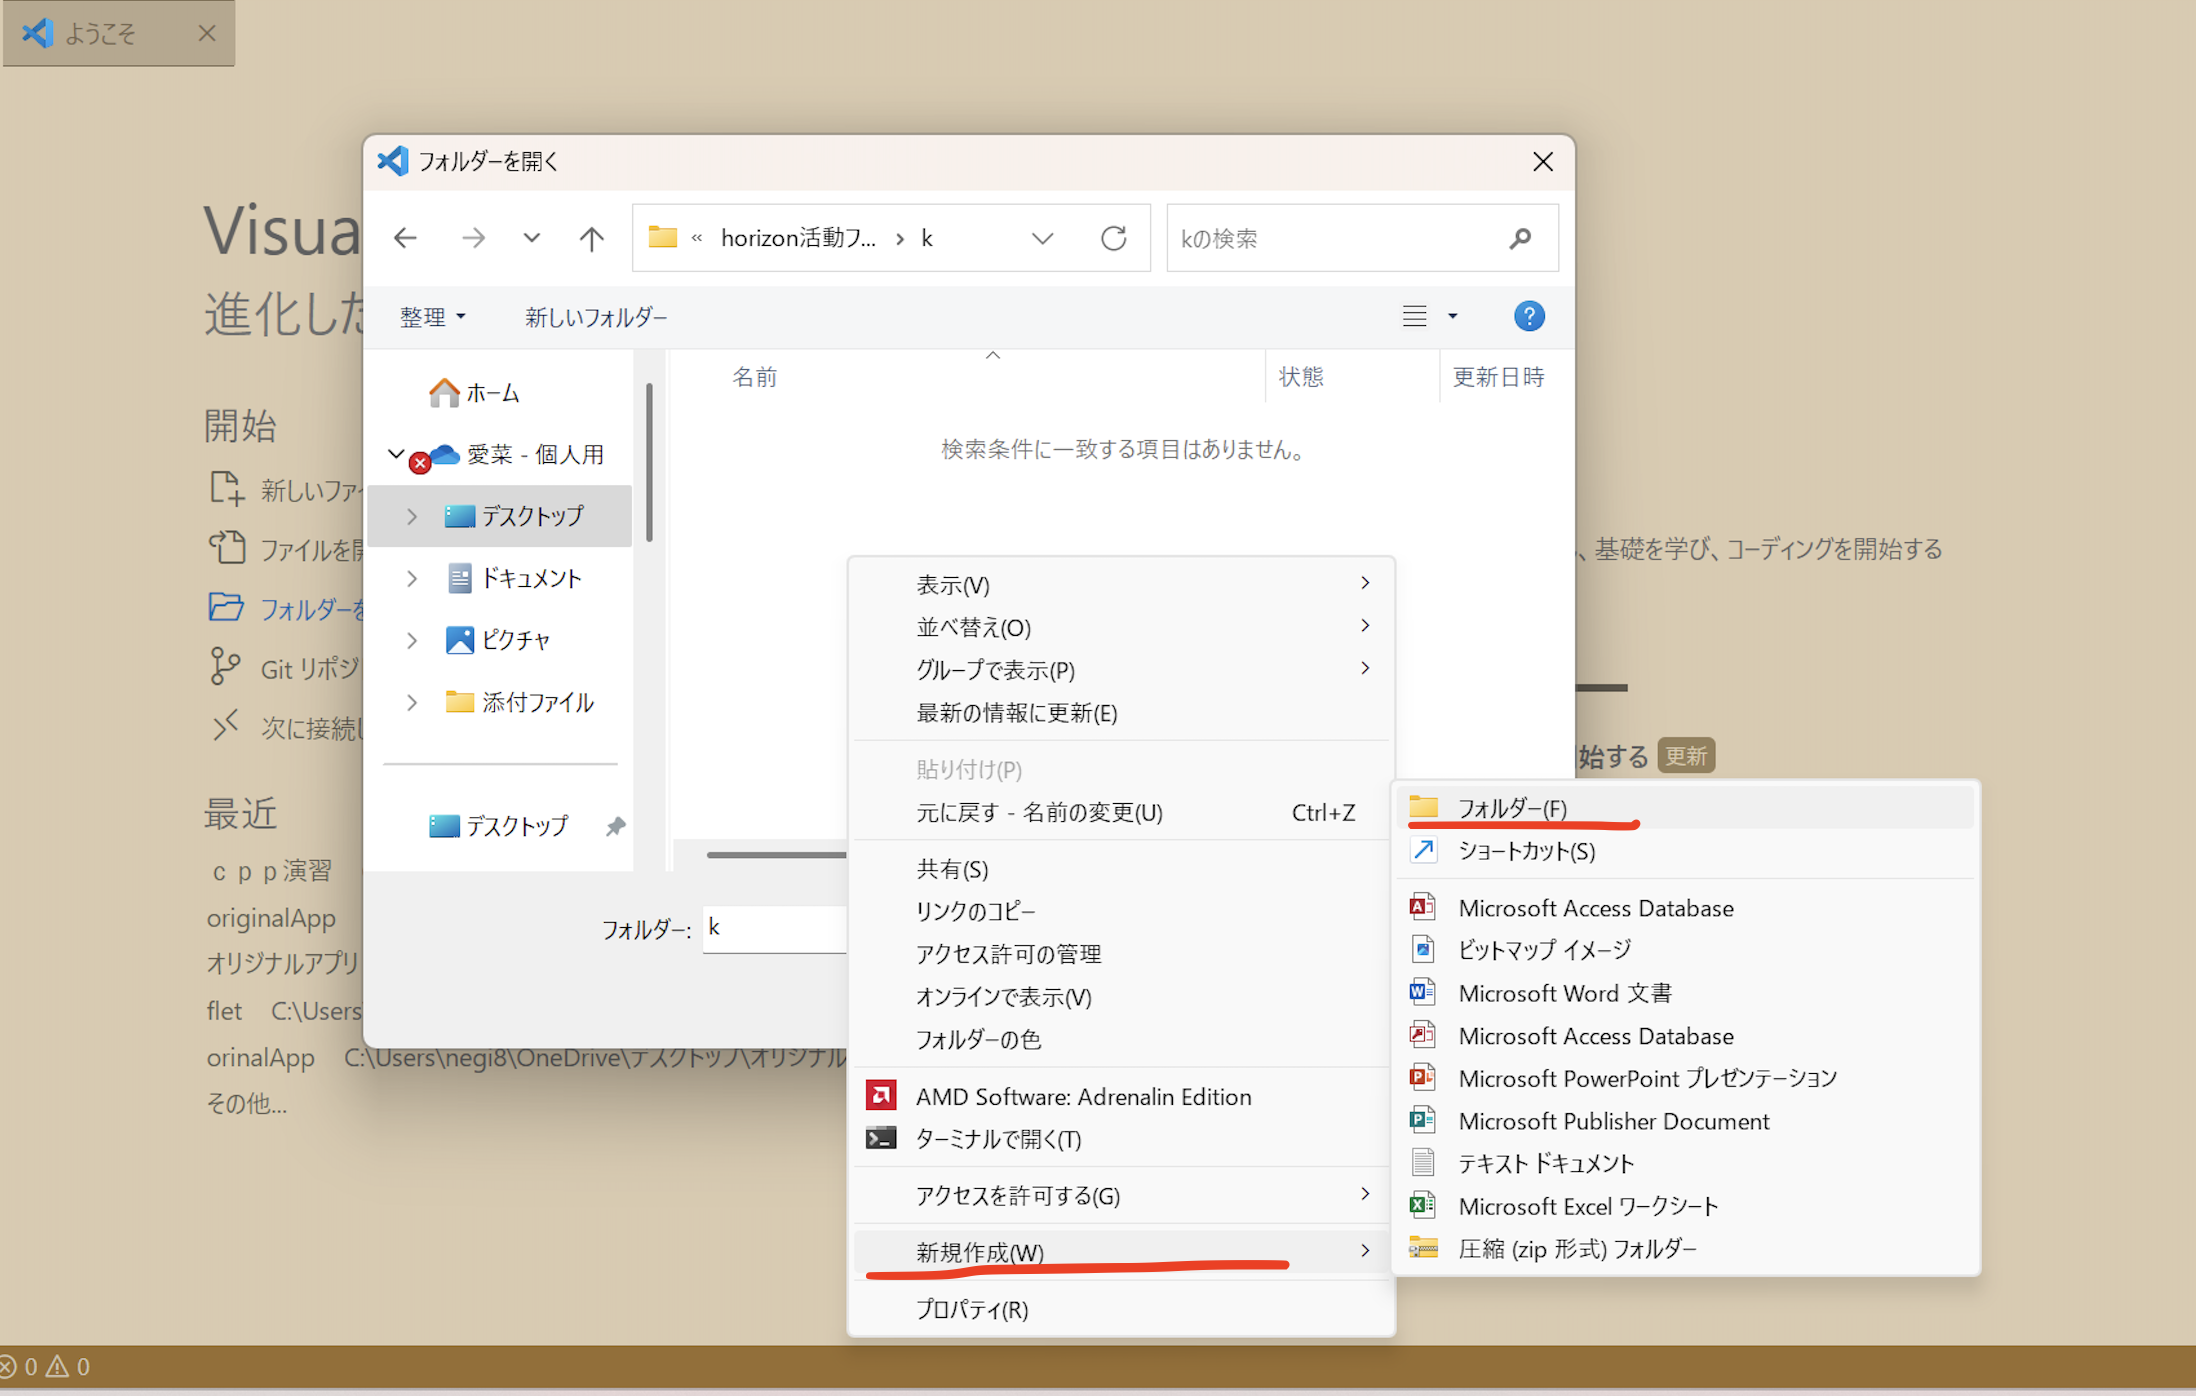 ようこそ
フォルダーを開く
Visua
進化した
« horizon活動フ... › k
kの検索
整理
新しいフォルダー
名前
状態
更新日時
検索条件に一致する項目はありません。
ホーム
愛菜 - 個人用
デスクトップ
ドキュメント
ピクチャ
添付ファイル
デスクトップ
フォルダー:
k
開始
新しいファイ
ファイルを開
フォルダーを
Git リポジ
次に接続し
最近
cpp演習
originalApp
オリジナルアプリ
flet C:\Users
orinalApp C:\Users\negi8\OneDrive\デスクトップ\オリジナル
その他...
、基礎を学び、コーディングを開始する
始する 更新
表示(V)
並べ替え(O)
グループで表示(P)
最新の情報に更新(E)
貼り付け(P)
元に戻す - 名前の変更(U) Ctrl+Z
共有(S)
リンクのコピー
アクセス許可の管理
オンラインで表示(V)
フォルダーの色
AMD Software: Adrenalin Edition
ターミナルで開く(T)
アクセスを許可する(G)
新規作成(W)
プロパティ(R)
フォルダー(F)
ショートカット(S)
Microsoft Access Database
ビットマップ イメージ
Microsoft Word 文書
Microsoft Access Database
Microsoft PowerPoint プレゼンテーション
Microsoft Publisher Document
テキスト ドキュメント
Microsoft Excel ワークシート
圧縮 (zip 形式) フォルダー
0 0